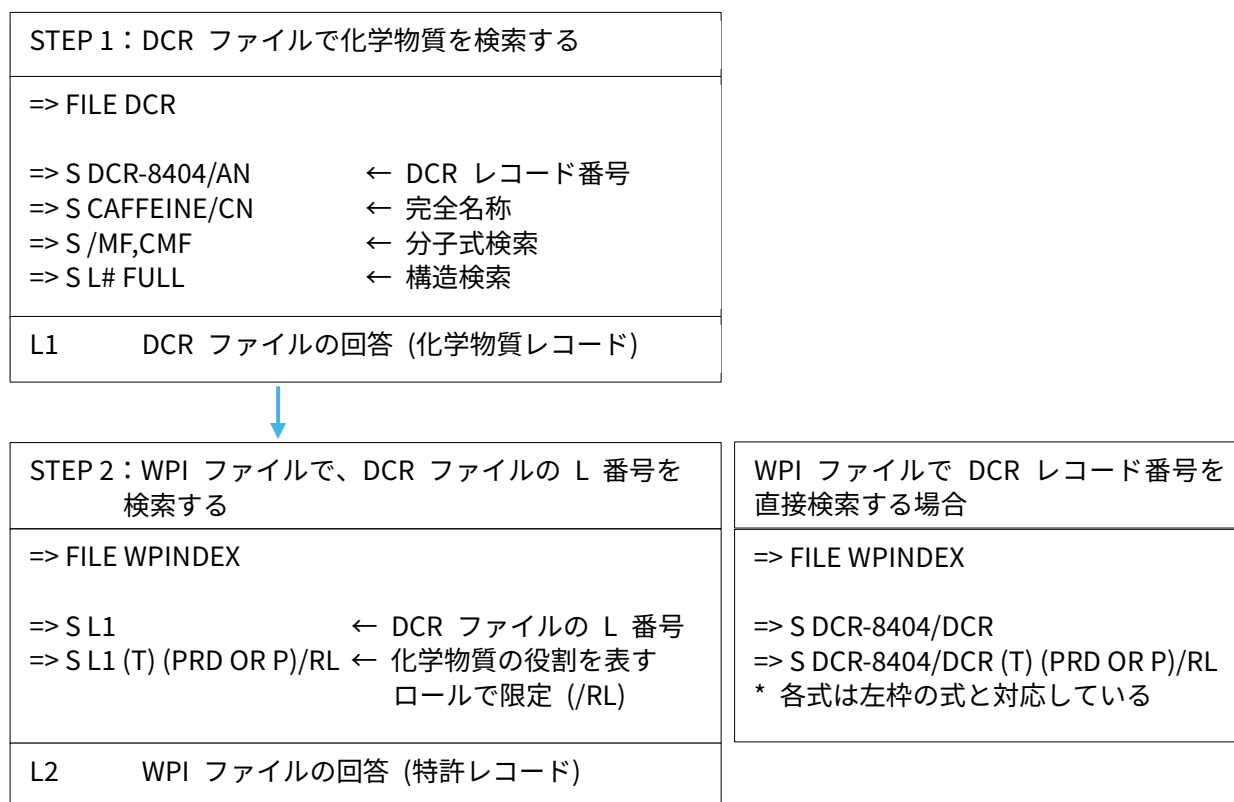 STEP 1：DCR ファイルで化学物質を検索する
=> FILE DCR
=> S DCR-8404/AN ← DCR レコード番号
=> S CAFFEINE/CN ← 完全名称
=> S /MF,CMF ← 分子式検索
=> S L# FULL ← 構造検索
L1 DCR ファイルの回答 (化学物質レコード)
STEP 2：WPI ファイルで、DCR ファイルの L 番号を
検索する
=> FILE WPINDEX
=> S L1 ← DCR ファイルの L 番号
=> S L1 (T) (PRD OR P)/RL ← 化学物質の役割を表す
ロールで限定 (/RL)
L2 WPI ファイルの回答 (特許レコード)
WPI ファイルで DCR レコード番号を
直接検索する場合
=> FILE WPINDEX
=> S DCR-8404/DCR
=> S DCR-8404/DCR (T) (PRD OR P)/RL
* 各式は左枠の式と対応している